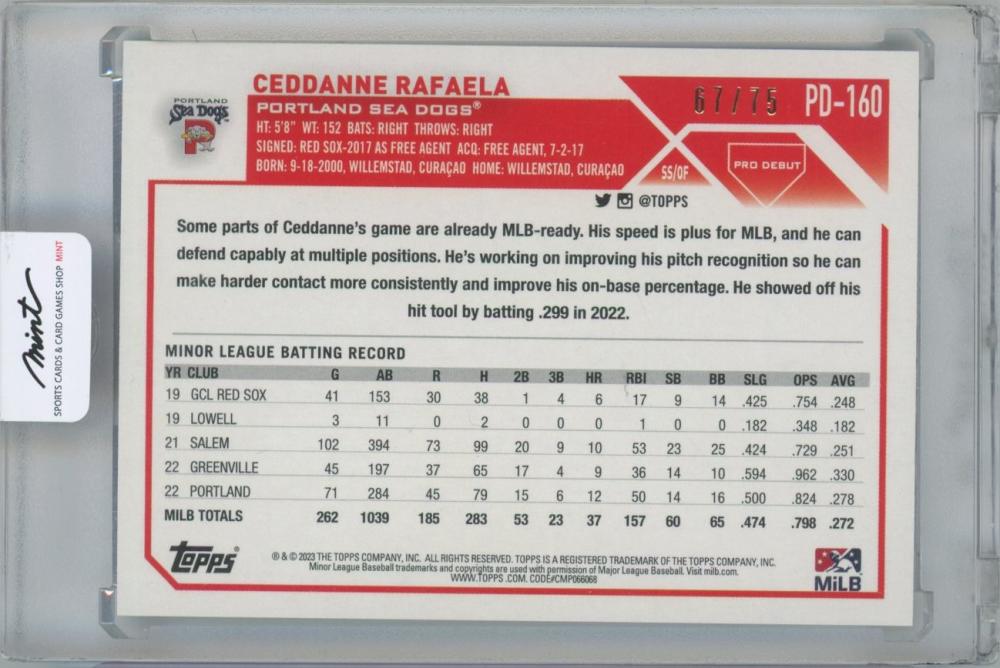 CEDDANNE RAFAELA
67/75 PD-160
PORTLAND SEA DOGS®
PORTLAND
Sea Dogs
P
HT: 5'8" WT: 152 BATS: RIGHT THROWS: RIGHT
SIGNED: RED SOX-2017 AS FREE AGENT ACQ: FREE AGENT, 7-2-17
BORN: 9-18-2000, WILLEMSTAD, CURAÇAO HOME: WILLEMSTAD, CURAÇAO
SS/OF
PRO DEBUT
@TOPPS
Some parts of Ceddanne's game are already MLB-ready. His speed is plus for MLB, and he can
defend capably at multiple positions. He's working on improving his pitch recognition so he can
make harder contact more consistently and improve his on-base percentage. He showed off his
hit tool by batting .299 in 2022.
mint
SPORTS CARDS & CARD GAMES SHOP MINT
MINOR LEAGUE BATTING RECORD
YR CLUB G AB R H 2B 3B HR RBI SB BB SLG OPS AVG
19 GCL RED SOX 41 153 30 38 1 4 6 17 9 14 .425 .754 .248
19 LOWELL 3 11 0 2 0 0 0 1 0 0 .182 .348 .182
21 SALEM 102 394 73 99 20 9 10 53 23 25 .424 .729 .251
22 GREENVILLE 45 197 37 65 17 4 9 36 14 10 .594 .962 .330
22 PORTLAND 71 284 45 79 15 6 12 50 14 16 .500 .824 .278
MILB TOTALS 262 1039 185 283 53 23 37 157 60 65 .474 .798 .272
topps®
® & © 2023 THE TOPPS COMPANY, INC. ALL RIGHTS RESERVED. TOPPS IS A REGISTERED TRADEMARK OF THE TOPPS COMPANY, INC.
Minor League Baseball trademarks and copyrights are used with permission of Major League Baseball. Visit milb.com.
WWW.TOPPS.COM. CODE#CMP066068
MiLB